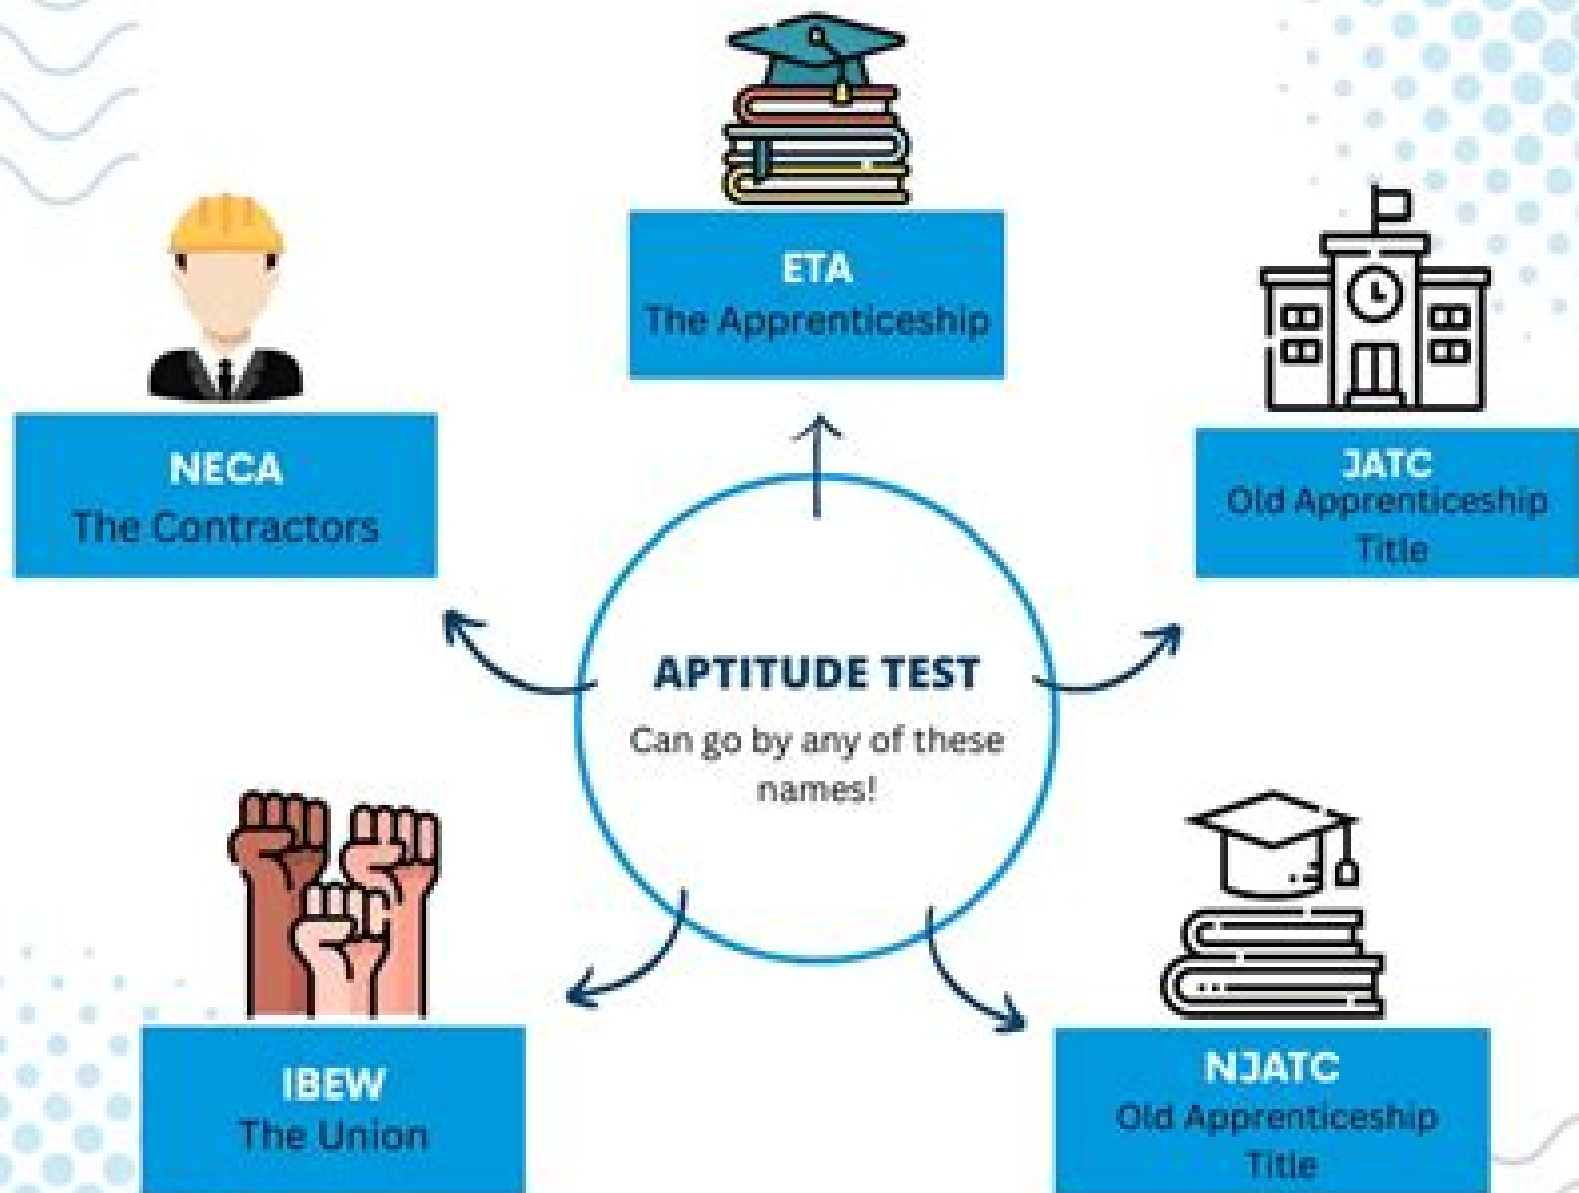 ETA
The Apprenticeship
NECA
The Contractors
JATC
Old Apprenticeship
Title
APTITUDE TEST
Can go by any of these
names!
IBEW
The Union
NJATC
Old Apprenticeship
Title